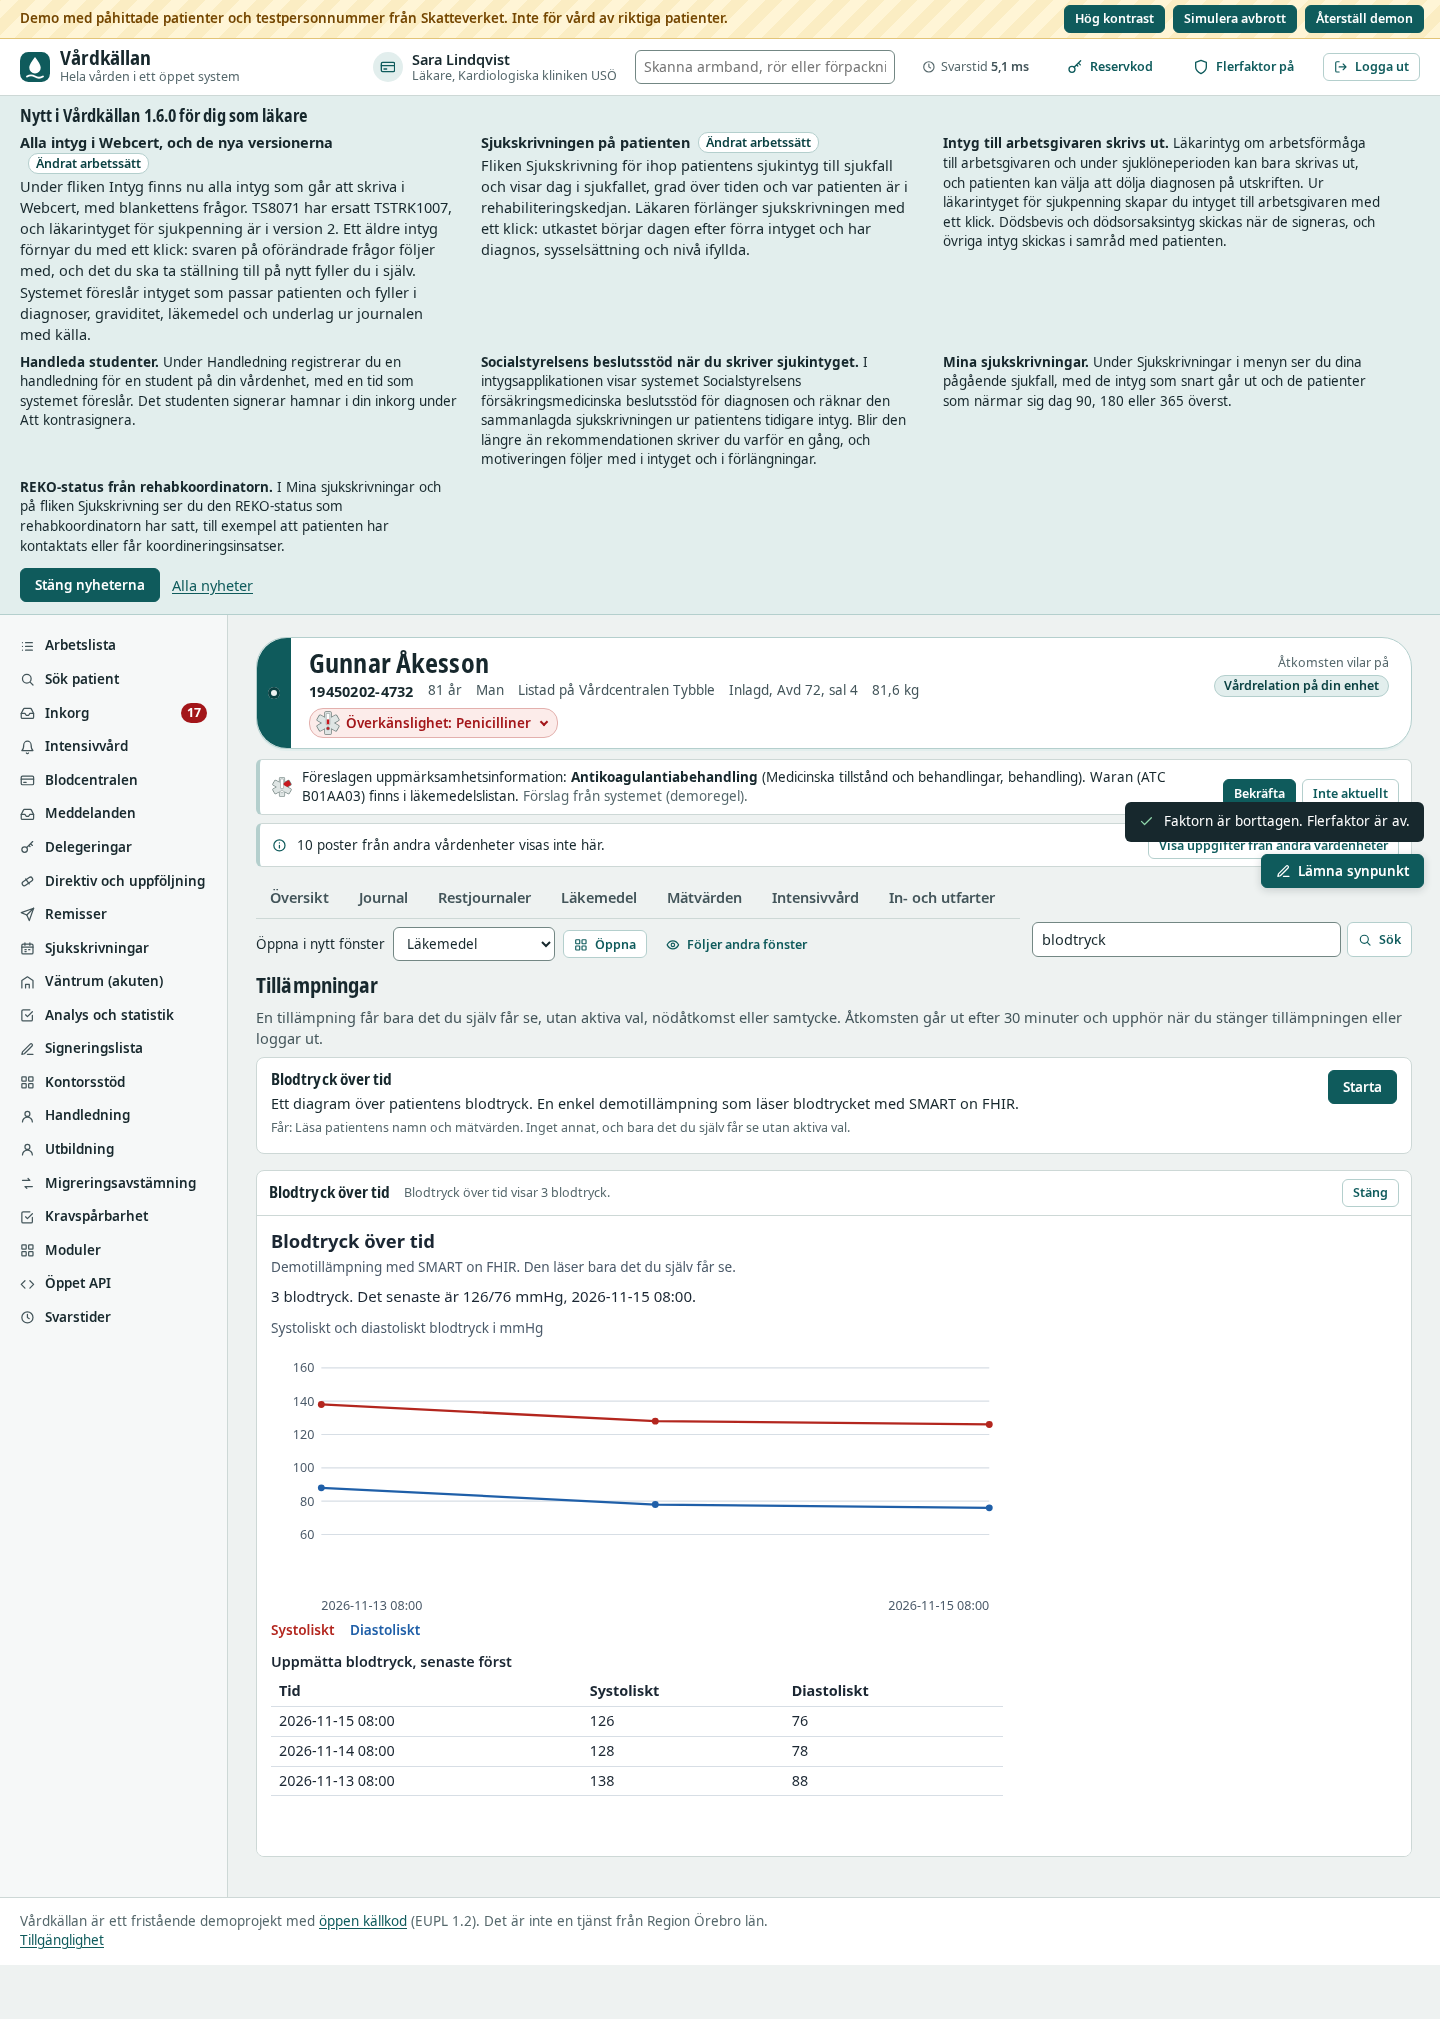 Demo med påhittade patienter och testpersonnummer från Skatteverket. Inte för vård av riktiga patienter.
Hög kontrast
Simulera avbrott
Återställ demon
Vårdkällan
Hela vården i ett öppet system
Sara Lindqvist
Läkare, Kardiologiska kliniken USÖ
Skanna armband, rör eller förpackni
Svarstid 5,1 ms
Reservkod
Flerfaktor på
Logga ut
Nytt i Vårdkällan 1.6.0 för dig som läkare
Alla intyg i Webcert, och de nya versionerna
Ändrat arbetssätt
Under fliken Intyg finns nu alla intyg som går att skriva i
Webcert, med blankettens frågor. TS8071 har ersatt TSTRK1007,
och läkarintyget för sjukpenning är i version 2. Ett äldre intyg
förnyar du med ett klick: svaren på oförändrade frågor följer
med, och det du ska ta ställning till på nytt fyller du i själv.
Systemet föreslår intyget som passar patienten och fyller i
diagnoser, graviditet, läkemedel och underlag ur journalen
med källa.
Sjukskrivningen på patienten Ändrat arbetssätt
Fliken Sjukskrivning för ihop patientens sjukintyg till sjukfall
och visar dag i sjukfallet, grad över tiden och var patienten är i
rehabiliteringskedjan. Läkaren förlänger sjukskrivningen med
ett klick: utkastet börjar dagen efter förra intyget och har
diagnos, sysselsättning och nivå ifyllda.
Intyg till arbetsgivaren skrivs ut. Läkarintyg om arbetsförmåga
till arbetsgivaren och under sjuklöneperioden kan bara skrivas ut,
och patienten kan välja att dölja diagnosen på utskriften. Ur
läkarintyget för sjukpenning skapar du intyget till arbetsgivaren med
ett klick. Dödsbevis och dödsorsaksintyg skickas när de signeras, och
övriga intyg skickas i samråd med patienten.
Handleda studenter. Under Handledning registrerar du en
handledning för en student på din vårdenhet, med en tid som
systemet föreslår. Det studenten signerar hamnar i din inkorg under
Att kontrasignera.
Socialstyrelsens beslutsstöd när du skriver sjukintyget. I
intygsapplikationen visar systemet Socialstyrelsens
försäkringsmedicinska beslutsstöd för diagnosen och räknar den
sammanlagda sjukskrivningen ur patientens tidigare intyg. Blir den
längre än rekommendationen skriver du varför en gång, och
motiveringen följer med i intyget och i förlängningar.
Mina sjukskrivningar. Under Sjukskrivningar i menyn ser du dina
pågående sjukfall, med de intyg som snart går ut och de patienter
som närmar sig dag 90, 180 eller 365 överst.
REKO-status från rehabkoordinatorn. I Mina sjukskrivningar och
på fliken Sjukskrivning ser du den REKO-status som
rehabkoordinatorn har satt, till exempel att patienten har
kontaktats eller får koordineringsinsatser.
Stäng nyheterna
Alla nyheter
Arbetslista
Sök patient
Inkorg 17
Intensivvård
Blodcentralen
Meddelanden
Delegeringar
Direktiv och uppföljning
Remisser
Sjukskrivningar
Väntrum (akuten)
Analys och statistik
Signeringslista
Kontorsstöd
Handledning
Utbildning
Migreringsavstämning
Kravspårbarhet
Moduler
Öppet API
Svarstider
Gunnar Åkesson
19450202-4732 81 år Man Listad på Vårdcentralen Tybble Inlagd, Avd 72, sal 4 81,6 kg
Överkänslighet: Penicilliner
Åtkomsten vilar på
Vårdrelation på din enhet
Föreslagen uppmärksamhetsinformation: Antikoagulantiabehandling (Medicinska tillstånd och behandlingar, behandling). Waran (ATC
B01AA03) finns i läkemedelslistan. Förslag från systemet (demoregel).
Bekräfta
Inte aktuellt
Faktorn är borttagen. Flerfaktor är av.
10 poster från andra vårdenheter visas inte här.
Visa uppgifter från andra vårdenheter
Lämna synpunkt
Översikt
Journal
Restjournaler
Läkemedel
Mätvärden
Intensivvård
In- och utfarter
Öppna i nytt fönster
Läkemedel
Öppna
Följer andra fönster
blodtryck
Sök
Tillämpningar
En tillämpning får bara det du själv får se, utan aktiva val, nödåtkomst eller samtycke. Åtkomsten går ut efter 30 minuter och upphör när du stänger tillämpningen eller
loggar ut.
Blodtryck över tid
Ett diagram över patientens blodtryck. En enkel demotillämpning som läser blodtrycket med SMART on FHIR.
Får: Läsa patientens namn och mätvärden. Inget annat, och bara det du själv får se utan aktiva val.
Starta
Blodtryck över tid
Blodtryck över tid visar 3 blodtryck.
Stäng
Blodtryck över tid
Demotillämpning med SMART on FHIR. Den läser bara det du själv får se.
3 blodtryck. Det senaste är 126/76 mmHg, 2026-11-15 08:00.
Systoliskt och diastoliskt blodtryck i mmHg
160
140
120
100
80
60
2026-11-13 08:00
2026-11-15 08:00
Systoliskt Diastoliskt
Uppmätta blodtryck, senaste först
Tid Systoliskt Diastoliskt
2026-11-15 08:00 126 76
2026-11-14 08:00 128 78
2026-11-13 08:00 138 88
Vårdkällan är ett fristående demoprojekt med öppen källkod (EUPL 1.2). Det är inte en tjänst från Region Örebro län.
Tillgänglighet